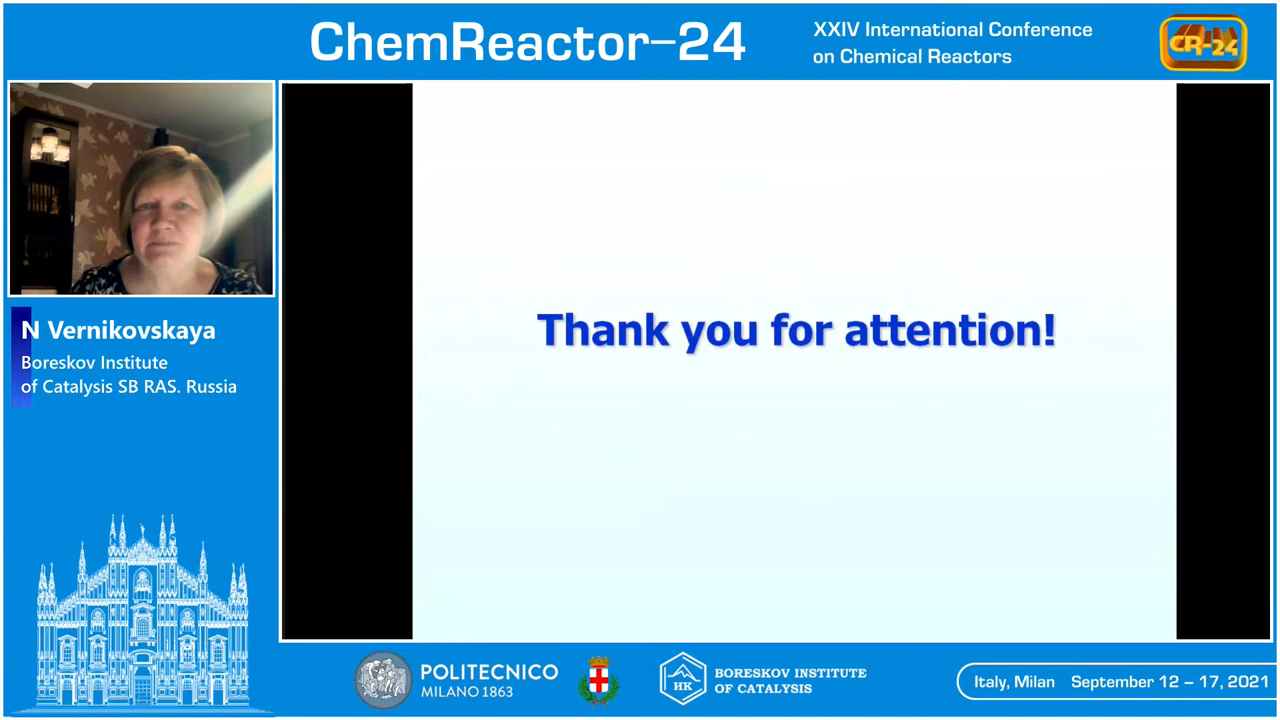 ChemReactor-24
XXIV International Conference
on Chemical Reactors
CR-24
N Vernikovskaya
Boreskov Institute
of Catalysis SB RAS. Russia
Thank you for attention!
POLITECNICO
MILANO 1863
HK
BORESKOV INSTITUTE
OF CATALYSIS
Italy, Milan September 12 – 17, 2021